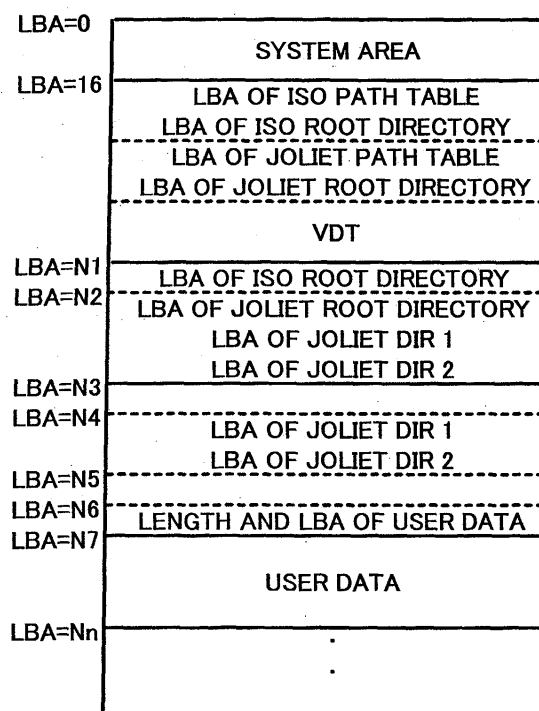 LBA=0
SYSTEM AREA
LBA=16
LBA OF ISO PATH TABLE
LBA OF ISO ROOT DIRECTORY
LBA OF JOLIET PATH TABLE
LBA OF JOLIET ROOT DIRECTORY
VDT
LBA=N1
LBA OF ISO ROOT DIRECTORY
LBA=N2
LBA OF JOLIET ROOT DIRECTORY
LBA OF JOLIET DIR 1
LBA OF JOLIET DIR 2
LBA=N3
LBA=N4
LBA OF JOLIET DIR 1
LBA OF JOLIET DIR 2
LBA=N5
LBA=N6
LENGTH AND LBA OF USER DATA
LBA=N7
USER DATA
LBA=Nn